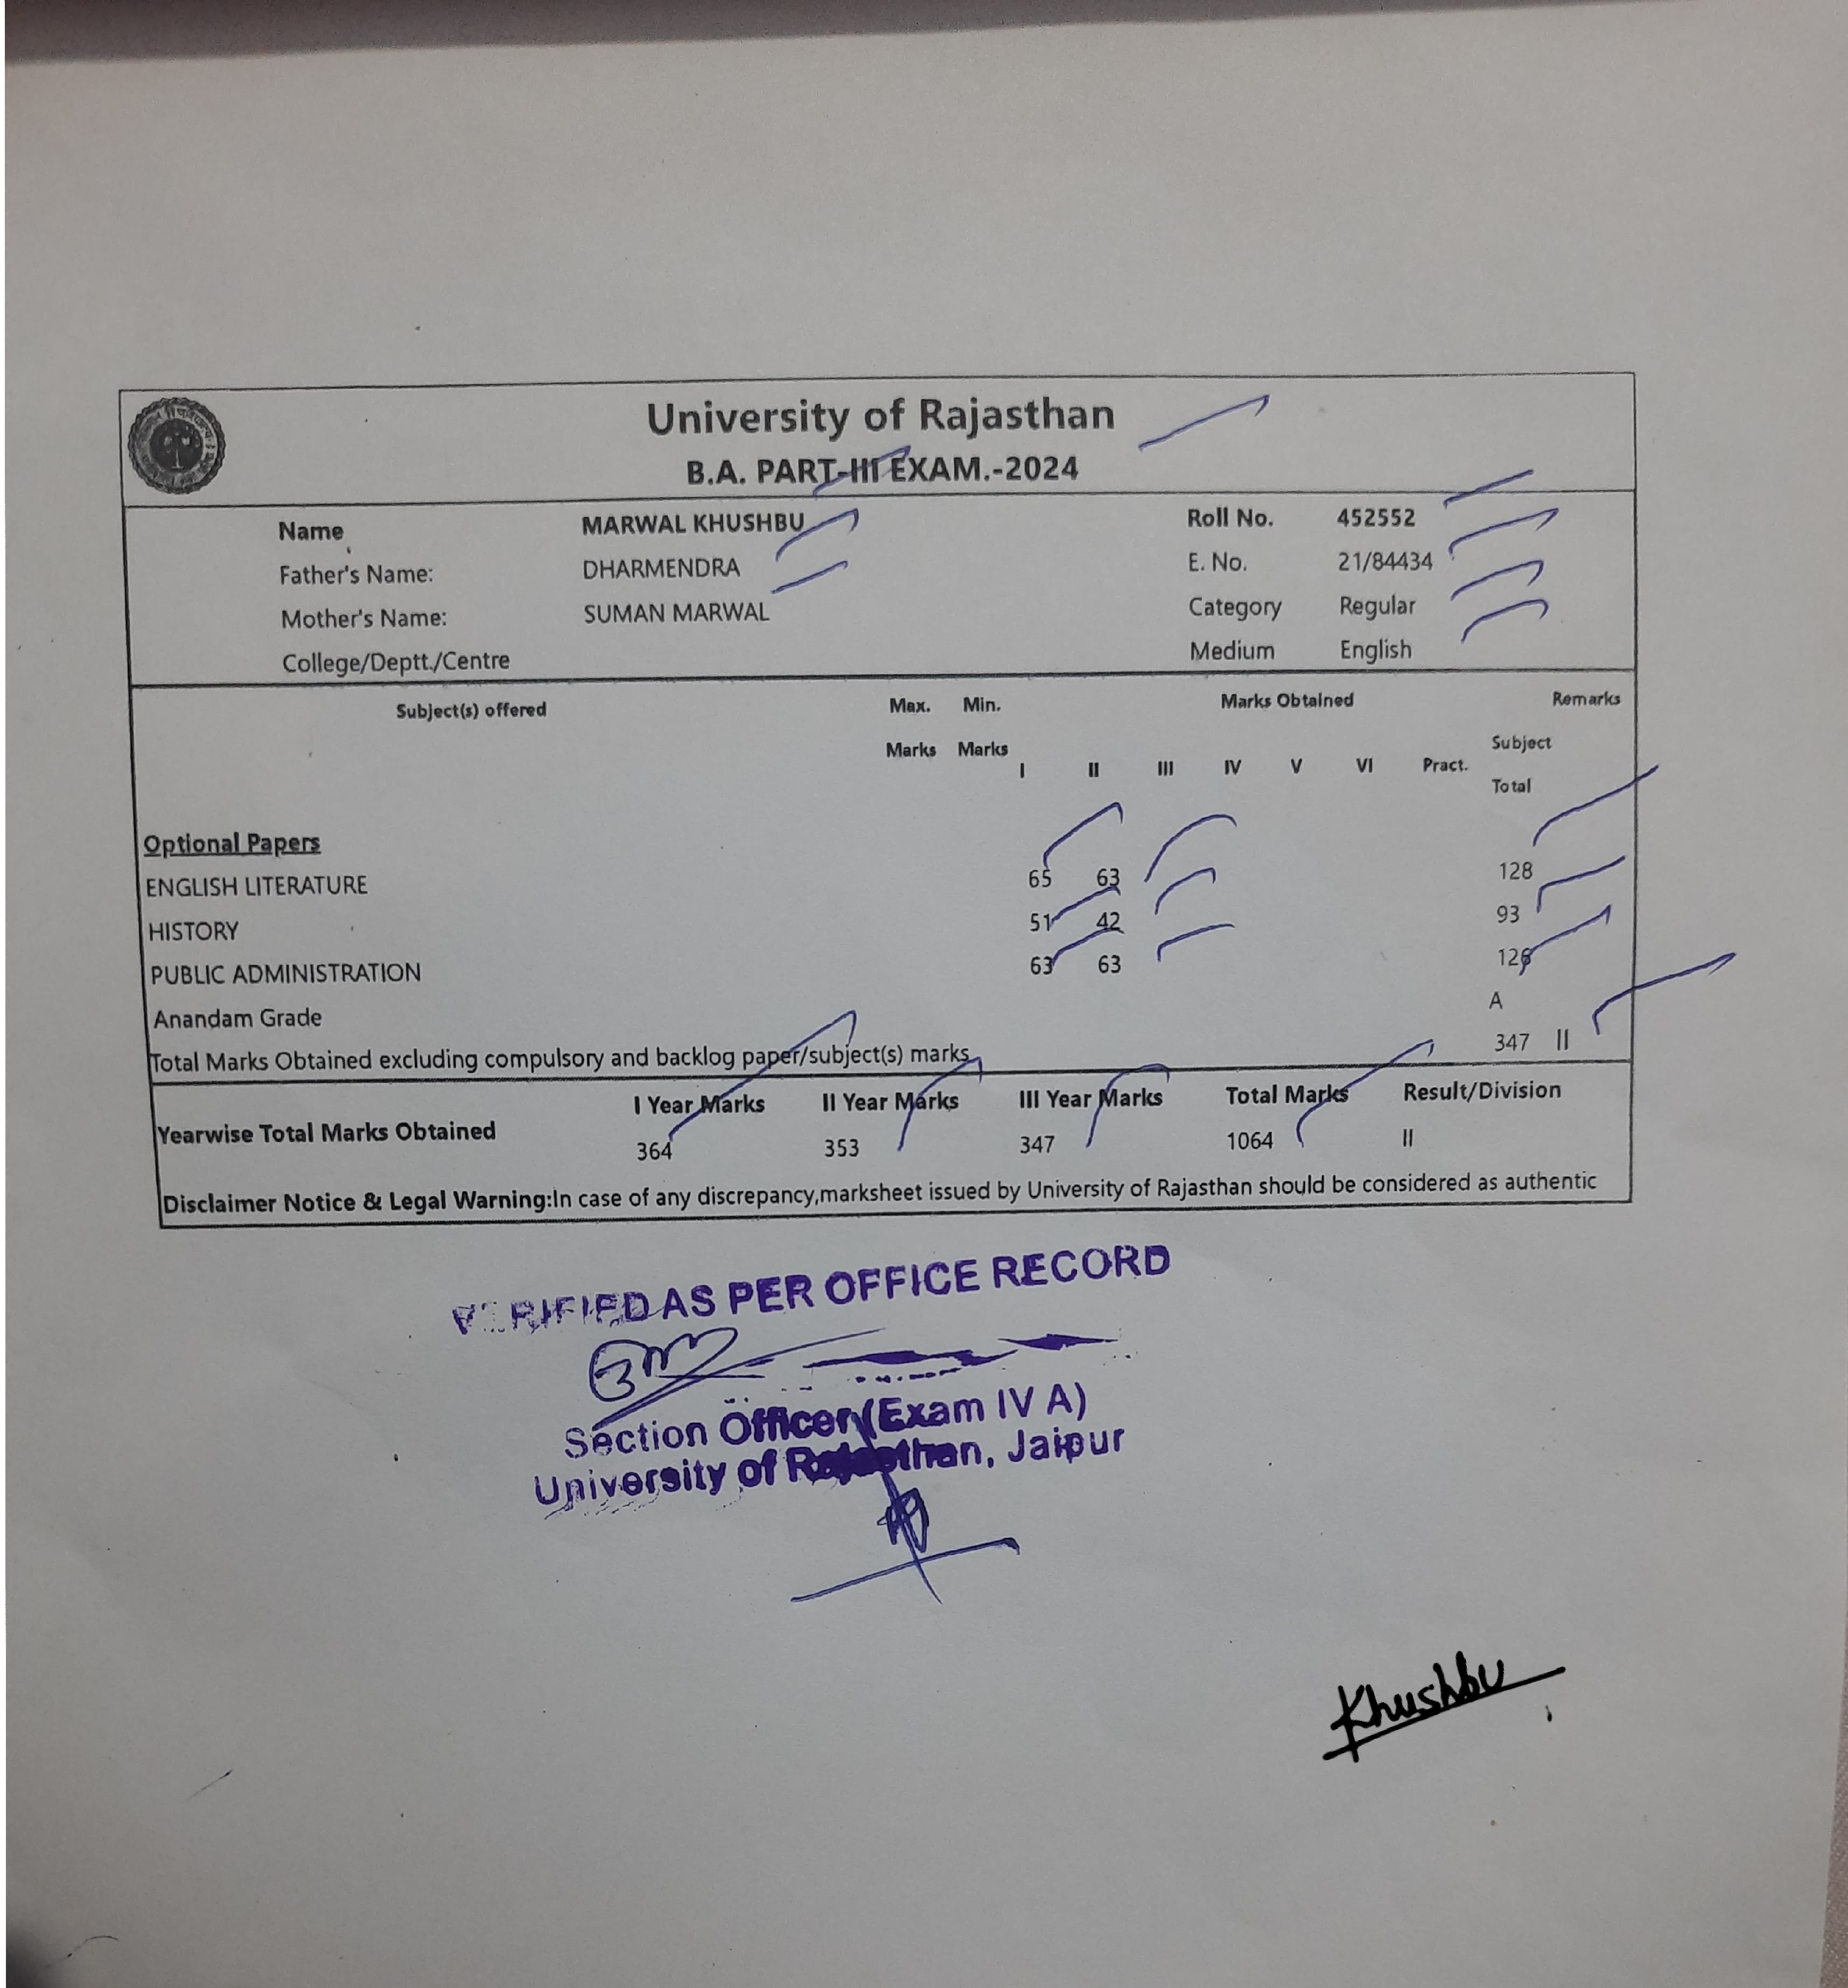 University of Rajasthan
B.A. PART-III EXAM.-2024
Name MARWAL KHUSHBU Roll No. 452552
Father's Name: DHARMENDRA E. No. 21/84434
Mother's Name: SUMAN MARWAL Category Regular
College/Deptt./Centre Medium English
Subject(s) offered Max. Min. Marks Obtained Remarks
Marks Marks Subject
I II III IV V VI Pract.
Total
Optional Papers
ENGLISH LITERATURE 65 63 128
HISTORY 51 42 93
PUBLIC ADMINISTRATION 63 63 126
Anandam Grade A
Total Marks Obtained excluding compulsory and backlog paper/subject(s) marks 347 II
I Year Marks II Year Marks III Year Marks Total Marks Result/Division
Yearwise Total Marks Obtained 364 353 347 1064 II
Disclaimer Notice & Legal Warning:In case of any discrepancy,marksheet issued by University of Rajasthan should be considered as authentic
VERIFIED AS PER OFFICE RECORD
Section Officer (Exam IV A)
University of Rajasthan, Jaipur
Khushbu